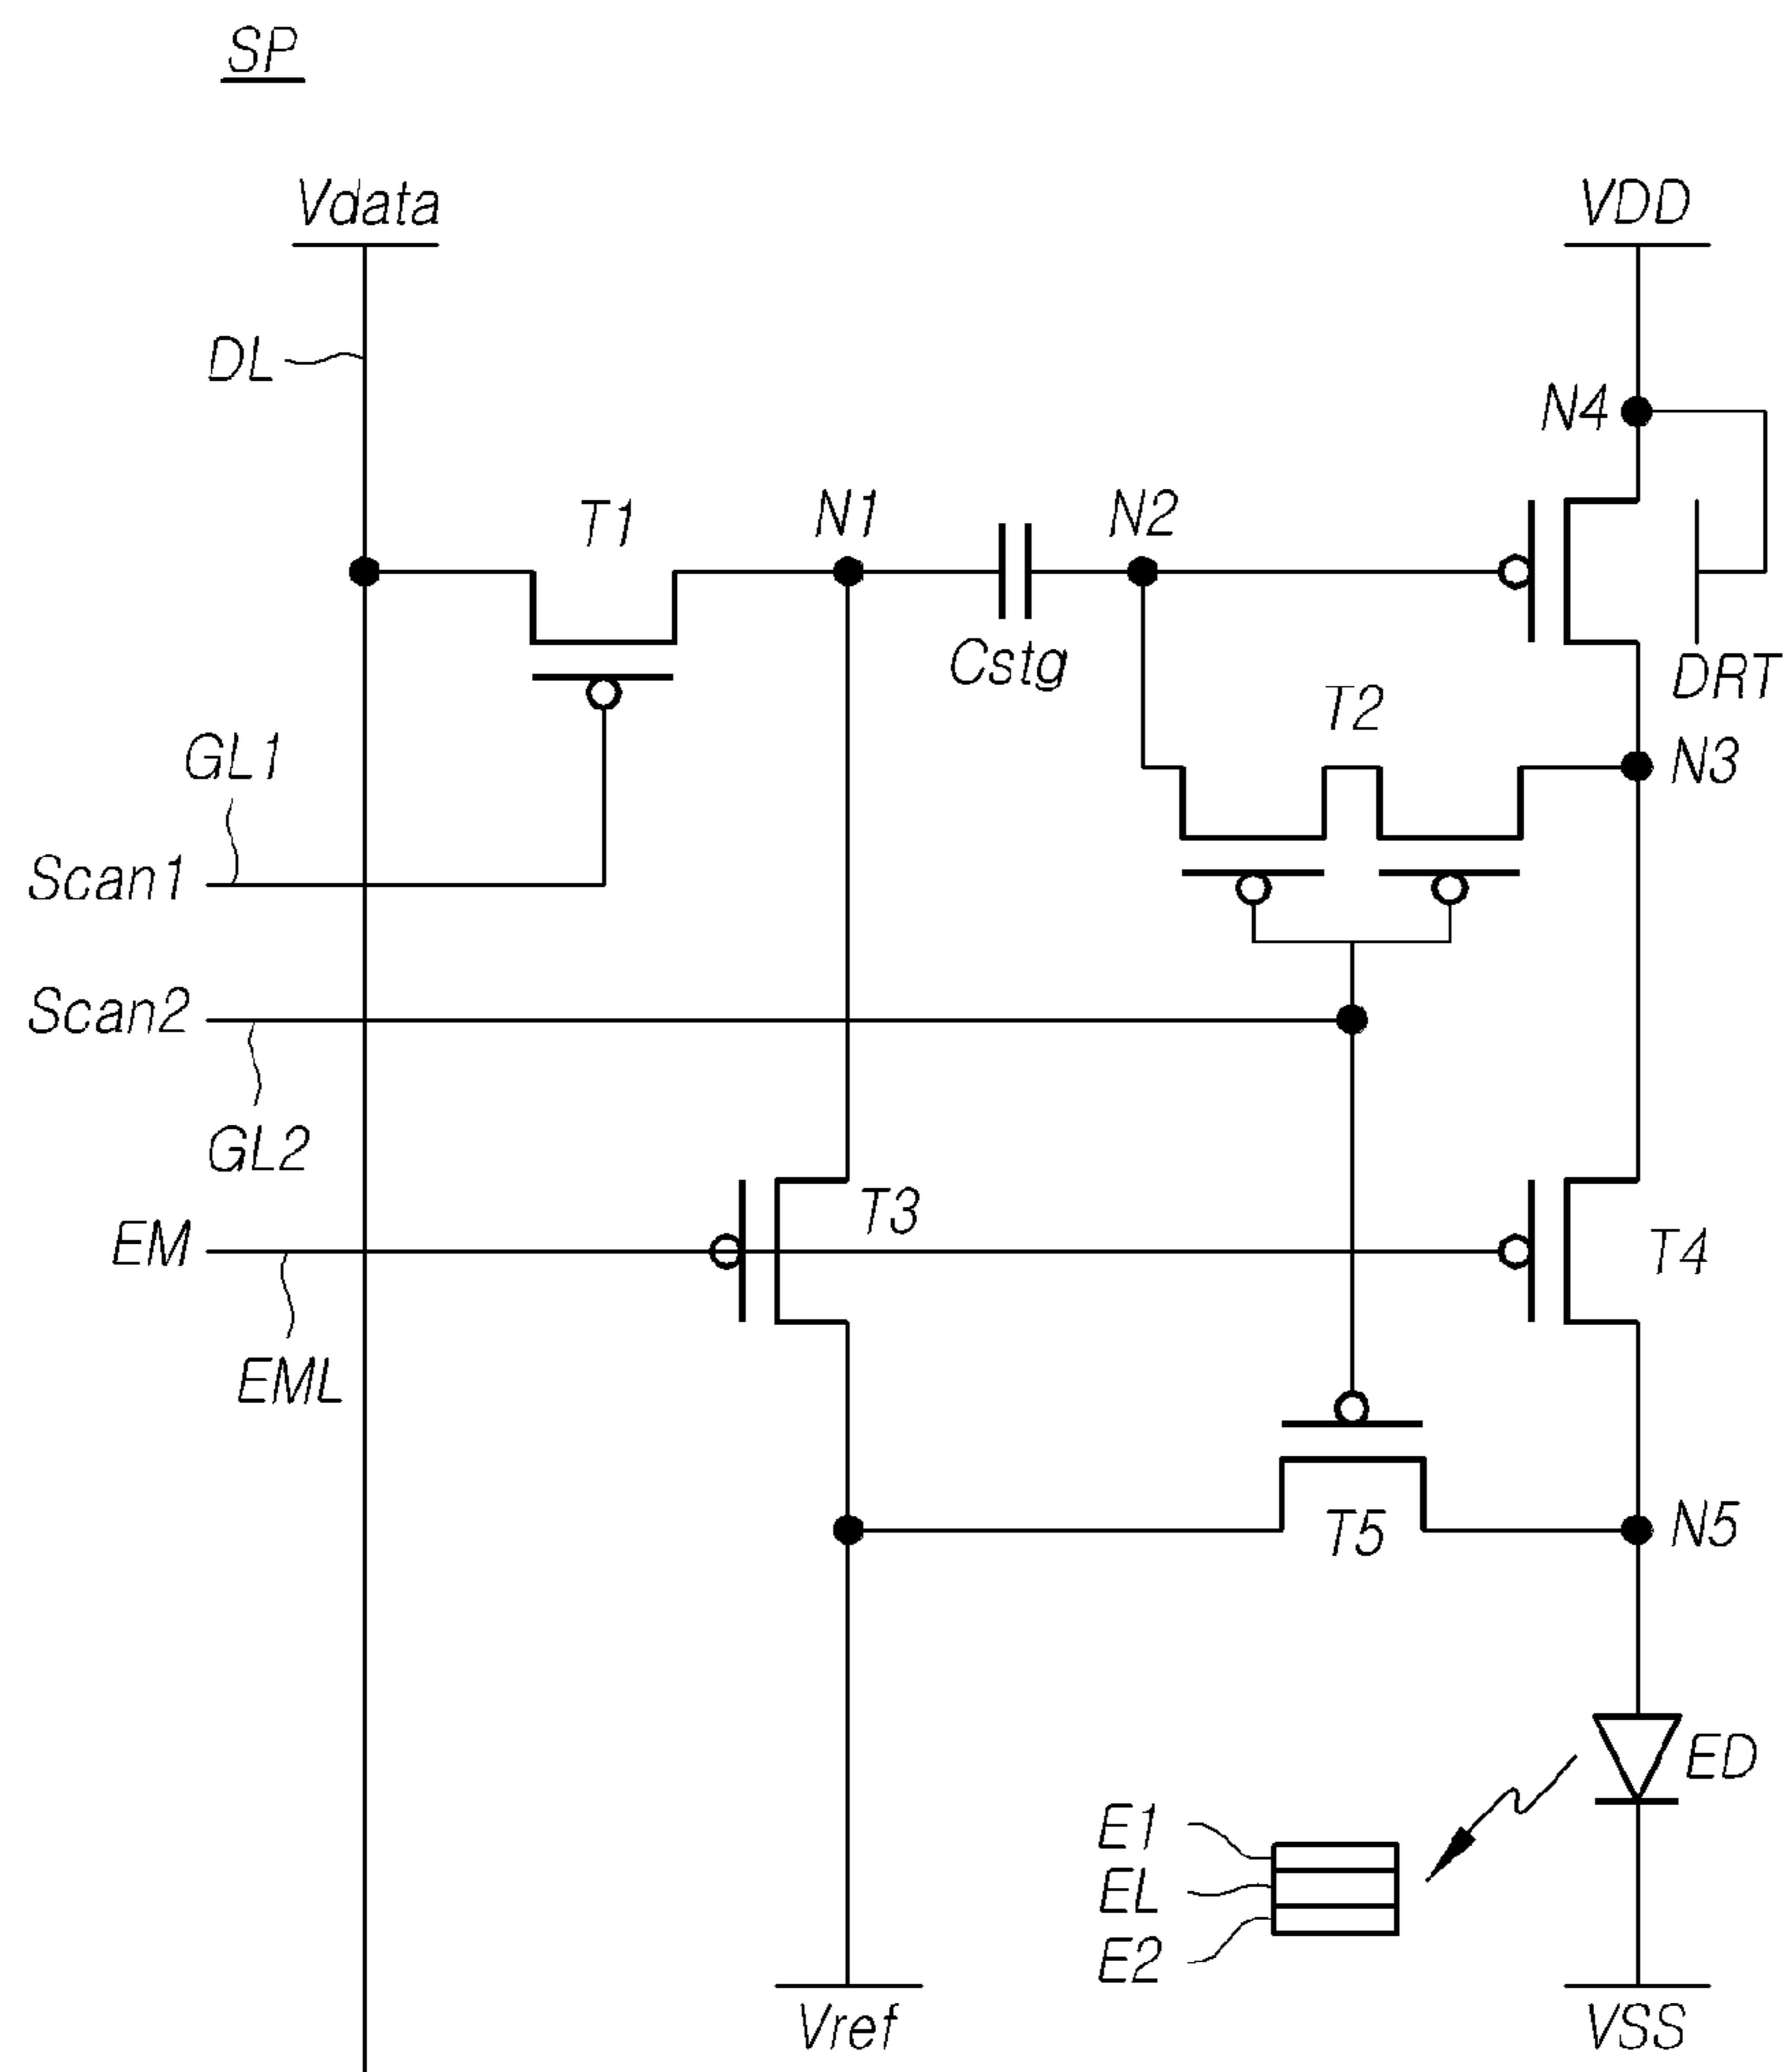 SP
Vdata
VDD
DL
N4
T1
N1
N2
Cstg
DRT
T2
GL1
N3
Scan1
Scan2
GL2
T3
EM
T4
EML
T5
N5
ED
E1
EL
E2
Vref
VSS